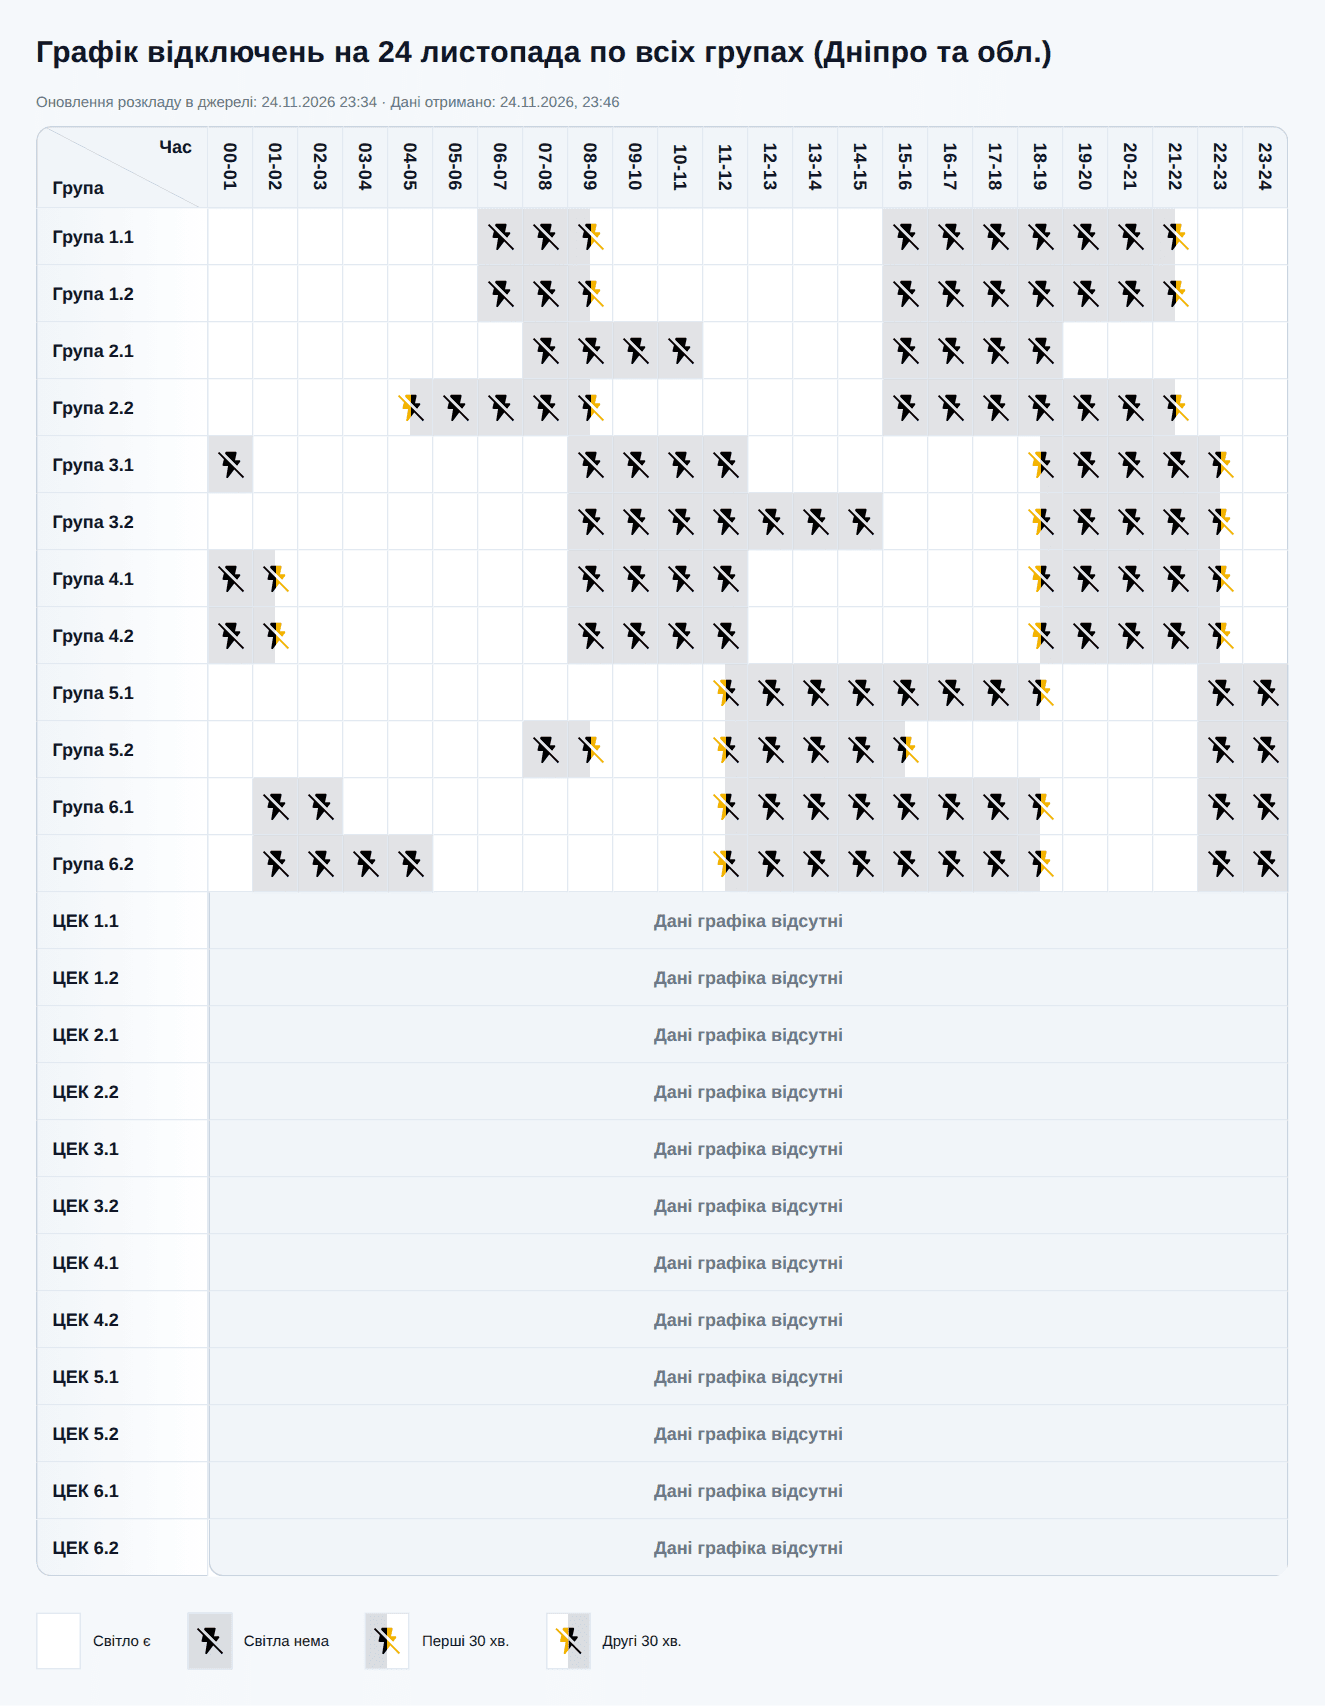 Графік відключень на 24 листопада по всіх групах (Дніпро та обл.)
Оновлення розкладу в джерелі: 24.11.2026 23:34 · Дані отримано: 24.11.2026, 23:46
Час
Група
00-01 01-02 02-03 03-04 04-05 05-06 06-07 07-08 08-09 09-10 10-11 11-12 12-13 13-14 14-15 15-16 16-17 17-18 18-19 19-20 20-21 21-22 22-23 23-24
Група 1.1
Група 1.2
Група 2.1
Група 2.2
Група 3.1
Група 3.2
Група 4.1
Група 4.2
Група 5.1
Група 5.2
Група 6.1
Група 6.2
ЦЕК 1.1 Дані графіка відсутні
ЦЕК 1.2 Дані графіка відсутні
ЦЕК 2.1 Дані графіка відсутні
ЦЕК 2.2 Дані графіка відсутні
ЦЕК 3.1 Дані графіка відсутні
ЦЕК 3.2 Дані графіка відсутні
ЦЕК 4.1 Дані графіка відсутні
ЦЕК 4.2 Дані графіка відсутні
ЦЕК 5.1 Дані графіка відсутні
ЦЕК 5.2 Дані графіка відсутні
ЦЕК 6.1 Дані графіка відсутні
ЦЕК 6.2 Дані графіка відсутні
Світло є Світла нема Перші 30 хв. Другі 30 хв.